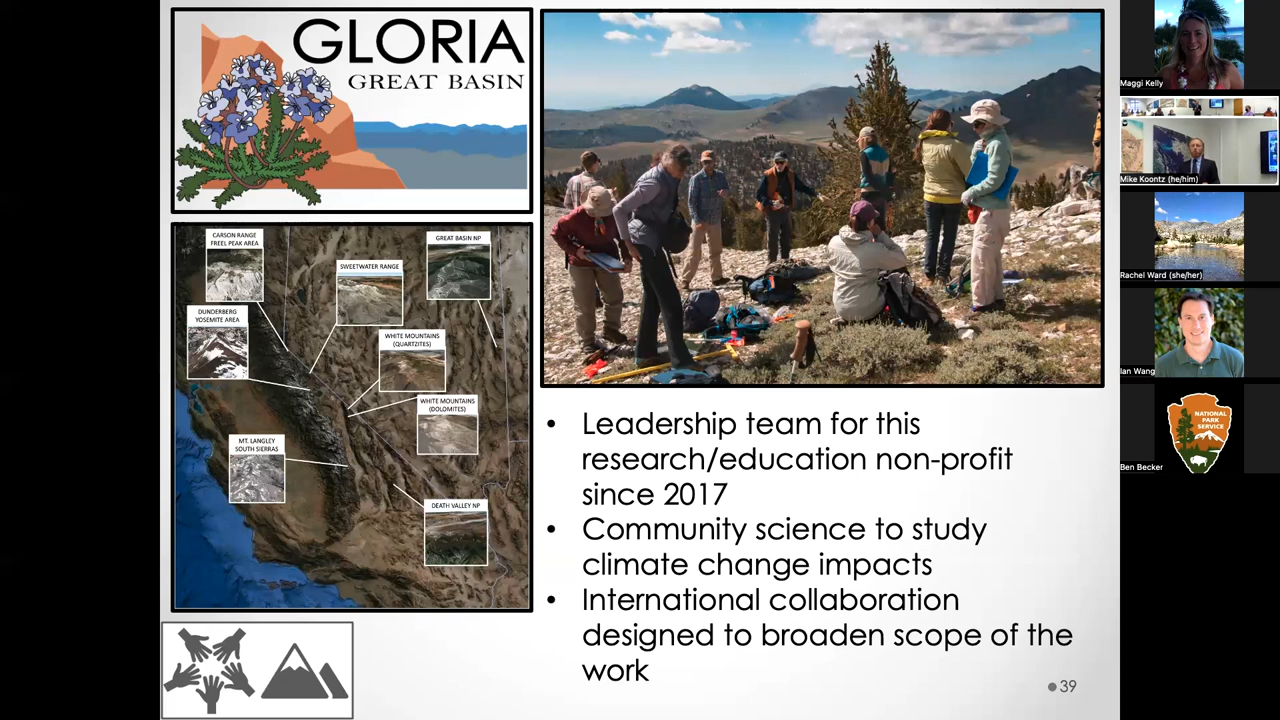 GLORIA
GREAT BASIN
CARSON RANGE
FREEL PEAK AREA
GREAT BASIN NP
SWEETWATER RANGE
DUNDERBERG
YOSEMITE AREA
WHITE MOUNTAINS
(QUARTZITES)
WHITE MOUNTAINS
(DOLOMITES)
MT. LANGLEY
SOUTH SIERRAS
DEATH VALLEY NP
• Leadership team for this
research/education non-profit
since 2017
• Community science to study
climate change impacts
• International collaboration
designed to broaden scope of the
work
39
Maggi Kelly
Mike Koontz (he/him)
Rachel Ward (she/her)
Ian Wang
NATIONAL
PARK
SERVICE
Ben Becker